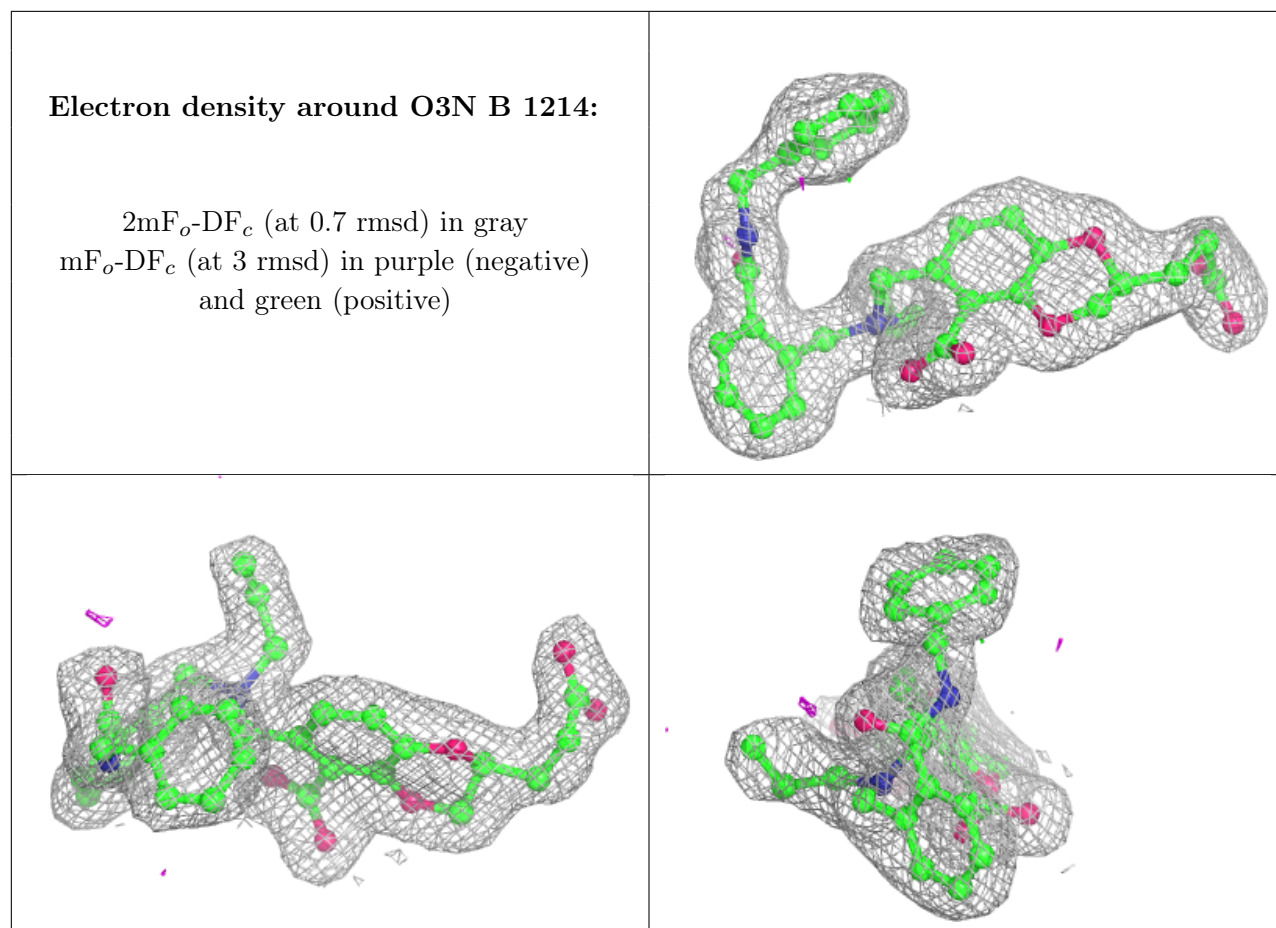 Electron density around O3N B 1214:
2mFo-DFc (at 0.7 rmsd) in gray
mFo-DFc (at 3 rmsd) in purple (negative)
and green (positive)